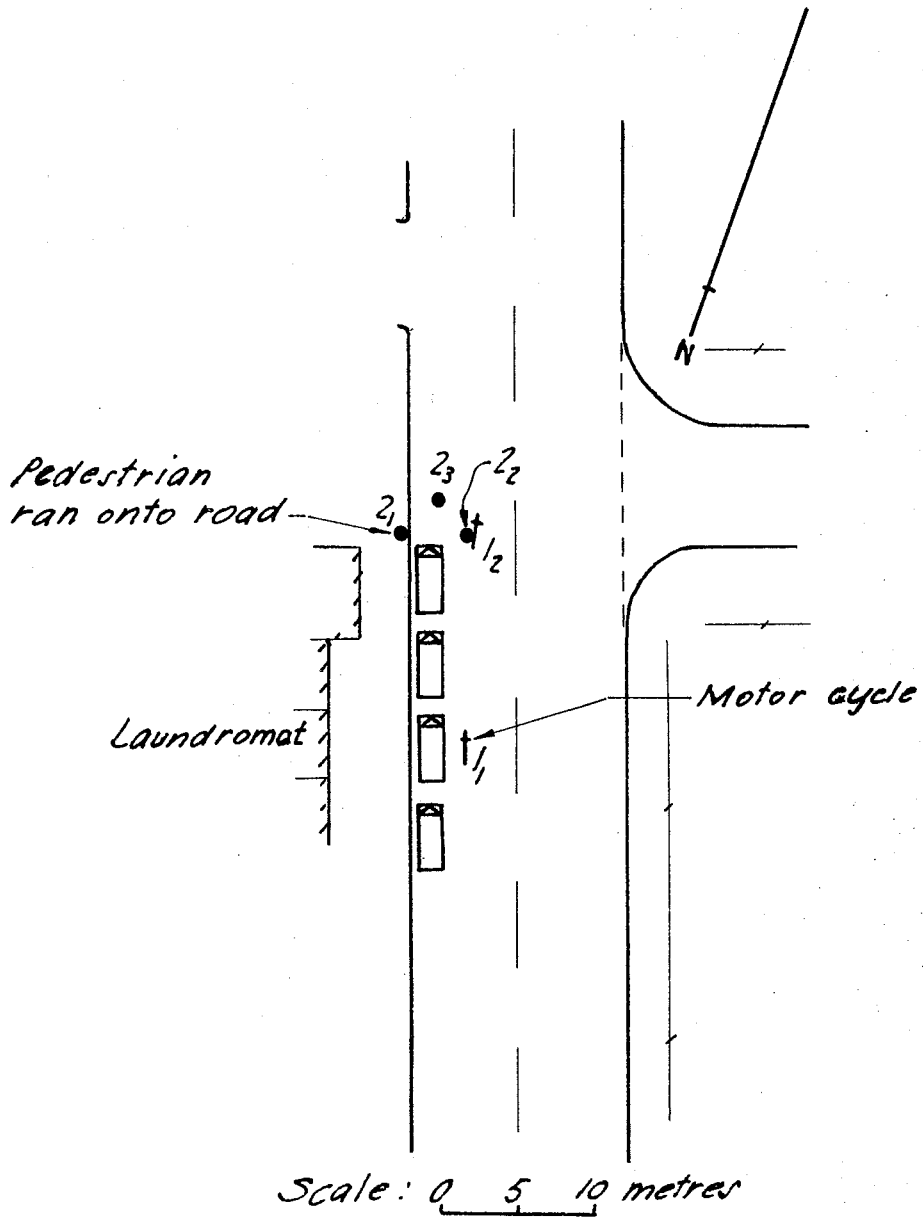 N
Pedestrian
ran onto road
2₁
2₃
2₂
1₂
Laundromat
Motor cycle
1₁
Scale: 0 5 10 metres